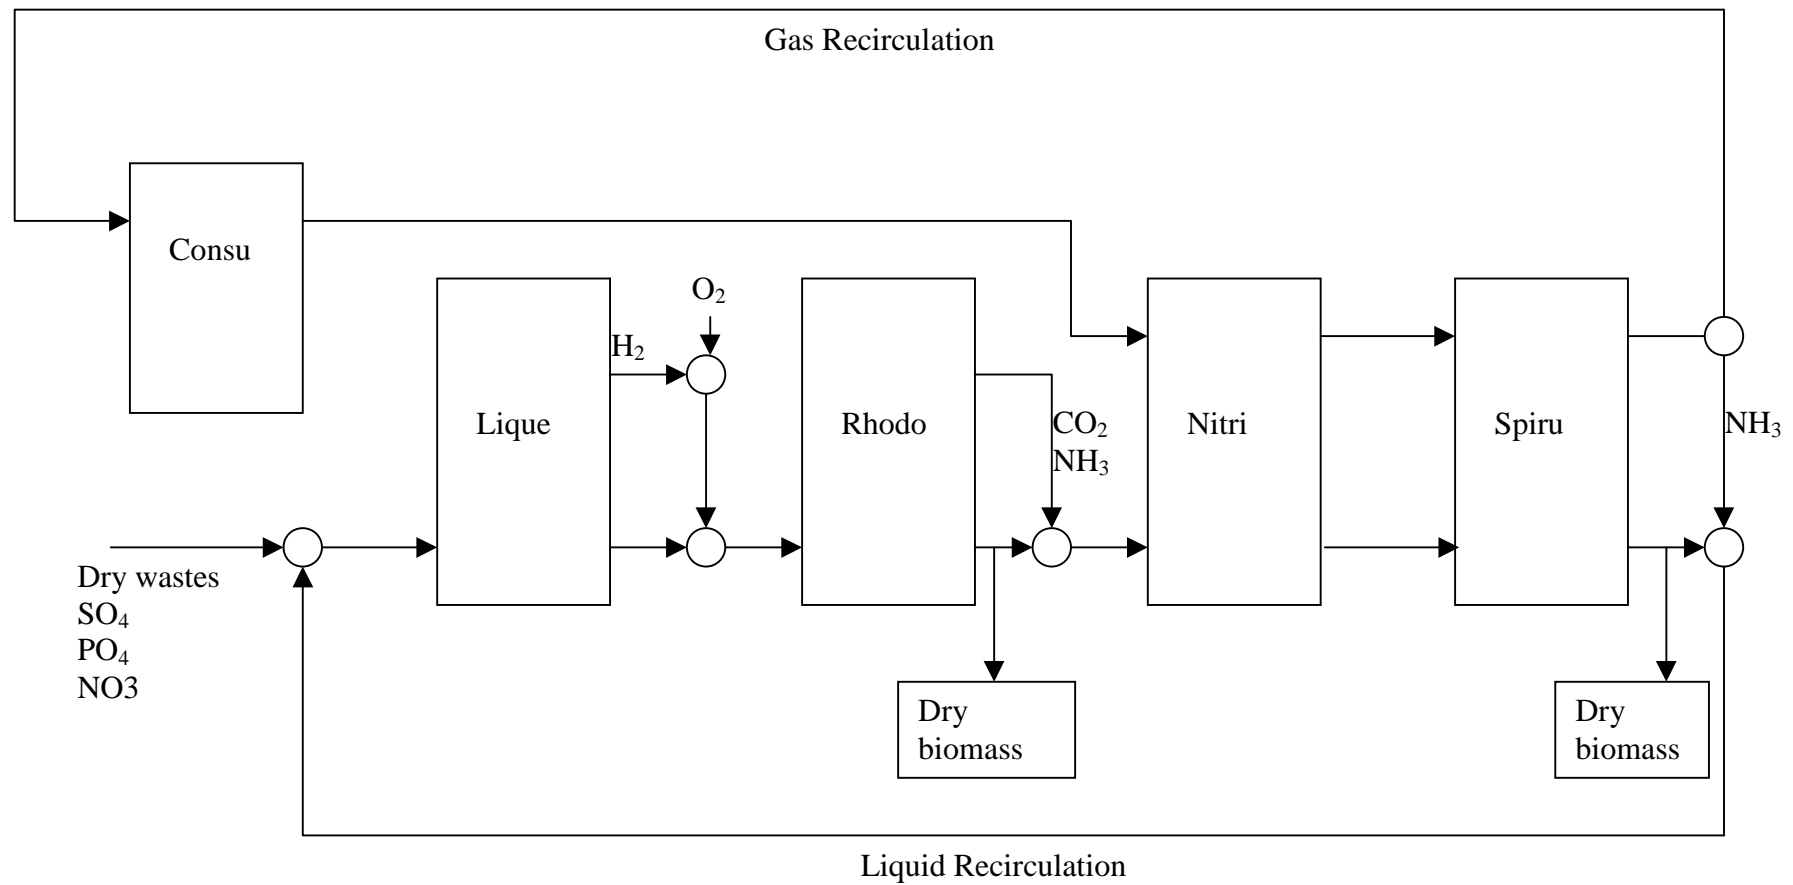 Gas Recirculation
Consu
O₂
H₂
Lique
Rhodo
CO₂
NH₃
Nitri
Spiru
NH₃
Dry wastes
SO₄
PO₄
NO3
Dry
biomass
Dry
biomass
Liquid Recirculation